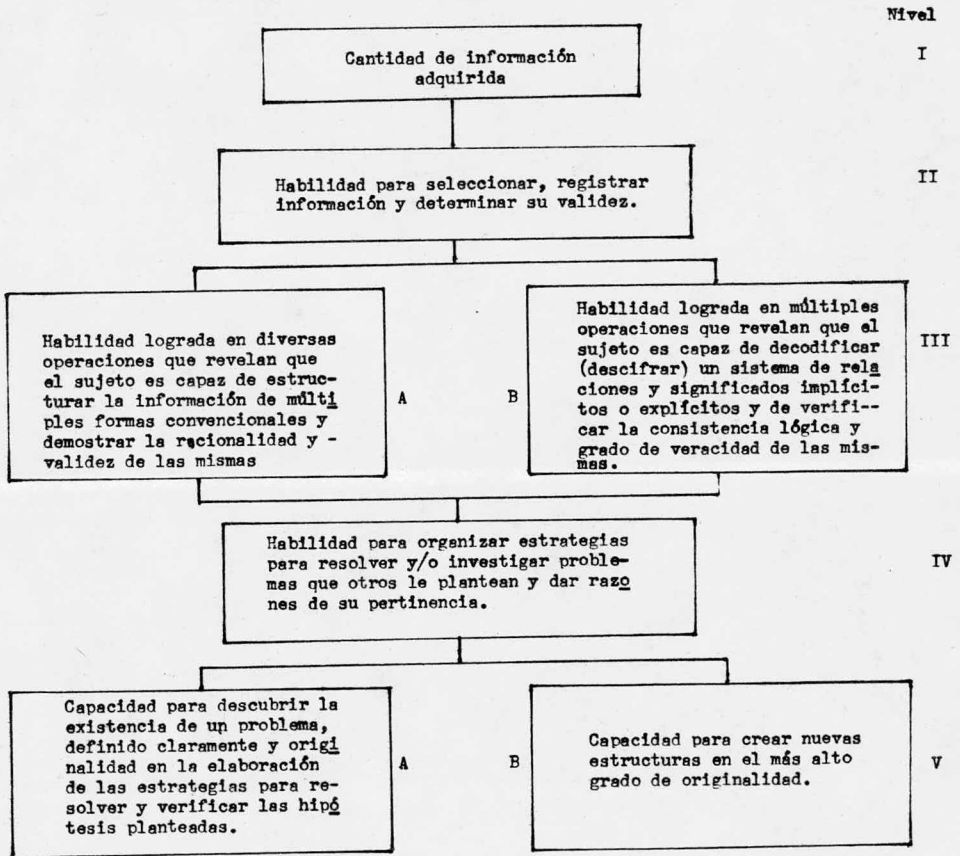 Nivel
Cantidad de información
adquirida
I
Habilidad para seleccionar, registrar
información y determinar su validez.
II
Habilidad lograda en diversas
operaciones que revelan que
el sujeto es capaz de estruc-
turar la información de múlti
ples formas convencionales y
demostrar la racionalidad y -
validez de las mismas
A
B
Habilidad lograda en múltiples
operaciones que revelan que el
sujeto es capaz de decodificar
(descifrar) un sistema de rela
ciones y significados implíci-
tos o explícitos y de verifi--
car la consistencia lógica y
grado de veracidad de las mis-
mas.
III
Habilidad para organizar estrategias
para resolver y/o investigar proble-
mas que otros le plantean y dar razo
nes de su pertinencia.
IV
Capacidad para descubrir la
existencia de un problema,
definido claramente y origi
nalidad en la elaboración
de las estrategias para re-
solver y verificar las hipó
tesis planteadas.
A
B
Capacidad para crear nuevas
estructuras en el más alto
grado de originalidad.
V